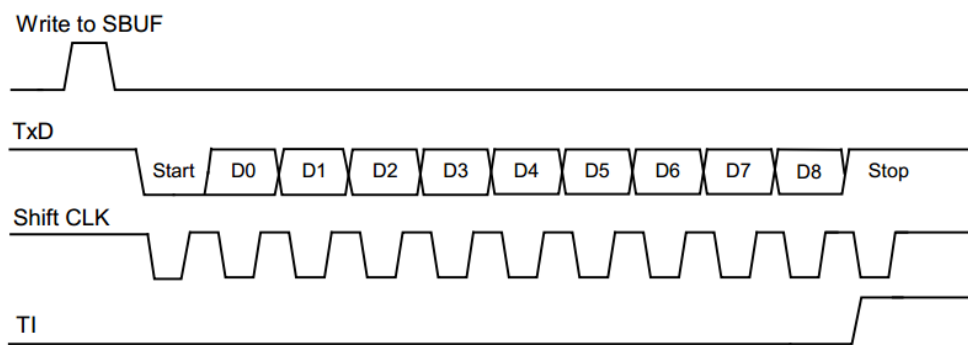 Write to SBUF
TxD
Start D0 D1 D2 D3 D4 D5 D6 D7 D8 Stop
Shift CLK
TI